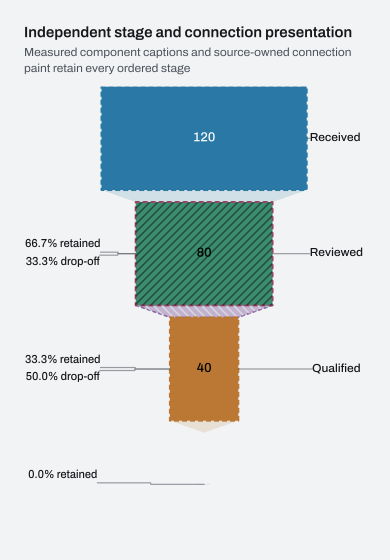 Independent stage and connection presentation
Measured component captions and source-owned connection
paint retain every ordered stage
120
Received
66.7% retained
33.3% drop-off
80
Reviewed
33.3% retained
50.0% drop-off
40
Qualified
0.0% retained